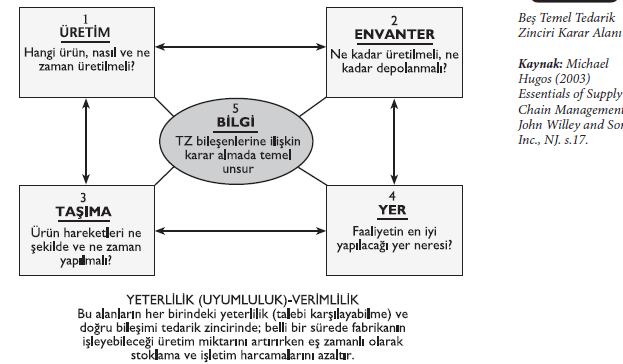 1
ÜRETİM
Hangi ürün, nasıl ve ne
zaman üretilmeli?
2
ENVANTER
Ne kadar üretilmeli, ne
kadar depolanmalı?
5
BİLGİ
TZ bileşenlerine ilişkin
karar almada temel
unsur
3
TAŞIMA
Ürün hareketleri ne
şekilde ve ne zaman
yapılmalı?
4
YER
Faaliyetin en iyi
yapılacağı yer neresi?
YETERLİLİK (UYUMLULUK)-VERİMLİLİK
Bu alanların her birindeki yeterlilik (talebi karşılayabilme) ve
doğru bileşimi tedarik zincirinde; belli bir sürede fabrikanın
işleyebileceği üretim miktarını artırırken eş zamanlı olarak
stoklama ve işletim harcamalarını azaltır.
Beş Temel Tedarik
Zinciri Karar Alanı
Kaynak: Michael
Hugos (2003)
Essentials of Supply
Chain Management
John Willey and
Inc., NJ. s.17.